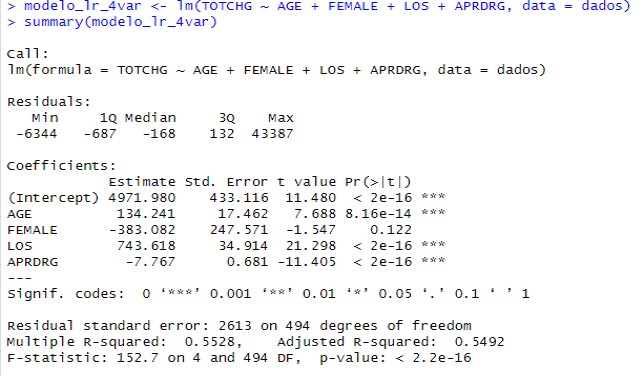 > modelo_lr_4var <- lm(TOTCHG ~ AGE + FEMALE + LOS + APRDRG, data = dados)
> summary(modelo_lr_4var)
Call:
lm(formula = TOTCHG ~ AGE + FEMALE + LOS + APRDRG, data = dados)
Residuals:
Min 1Q Median 3Q Max
-6344 -687 -168 132 43387
Coefficients:
Estimate Std. Error t value Pr(>|t|)
(Intercept) 4971.980 433.116 11.480 < 2e-16 ***
AGE 134.241 17.462 7.688 8.16e-14 ***
FEMALE -383.082 247.571 -1.547 0.122
LOS 743.618 34.914 21.298 < 2e-16 ***
APRDRG -7.767 0.681 -11.405 < 2e-16 ***
---
Signif. codes: 0 ‘***’ 0.001 ‘**’ 0.01 ‘*’ 0.05 ‘.’ 0.1 ‘ ’ 1
Residual standard error: 2613 on 494 degrees of freedom
Multiple R-squared: 0.5528, Adjusted R-squared: 0.5492
F-statistic: 152.7 on 4 and 494 DF, p-value: < 2.2e-16